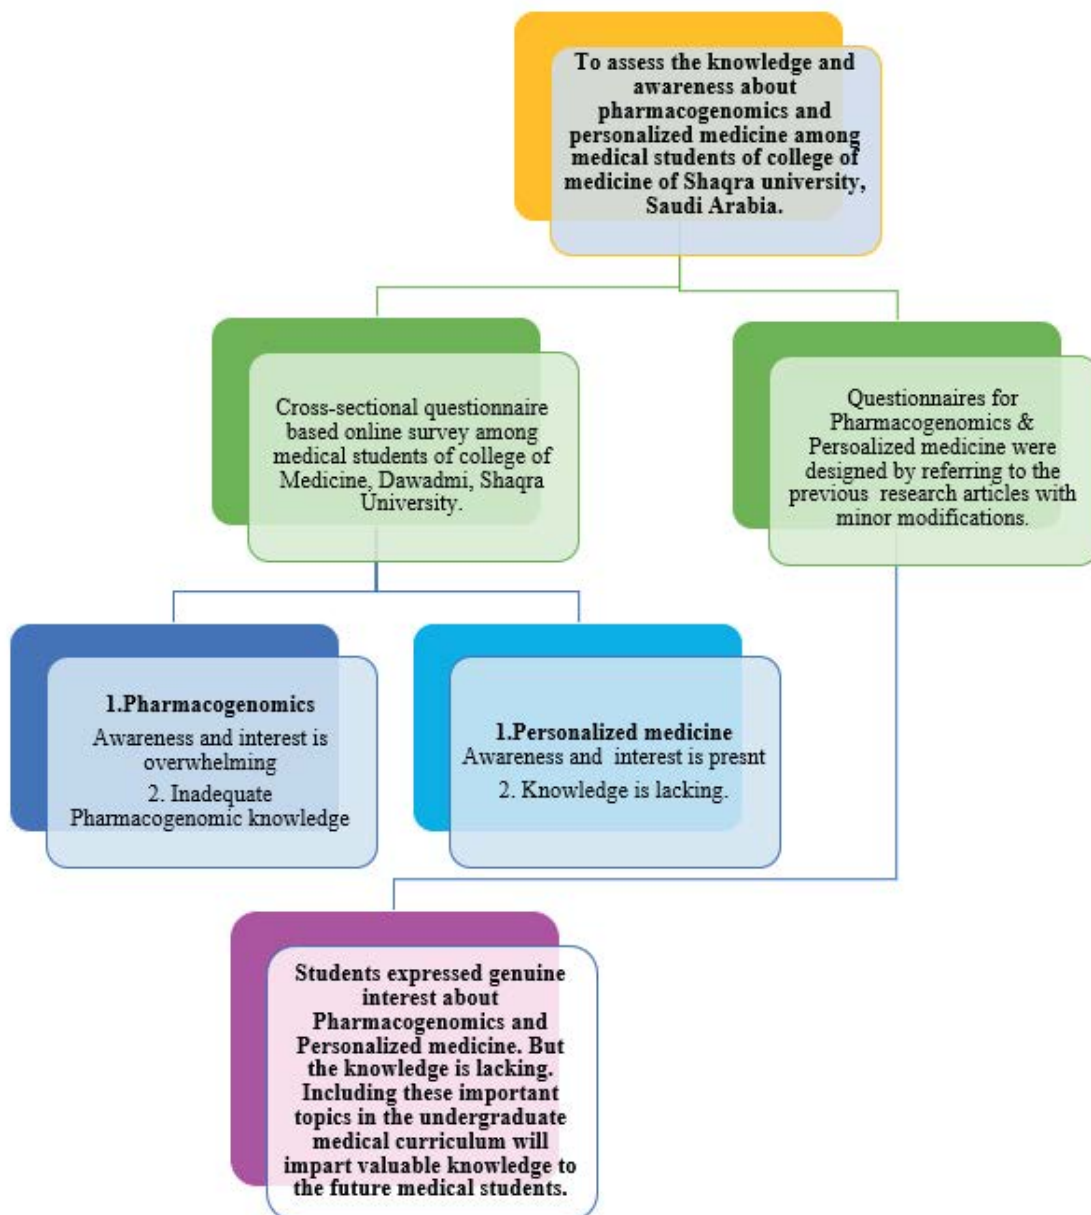 To assess the knowledge and
awareness about
pharmacogenomics and
personalized medicine among
medical students of college of
medicine of Shaqra university,
Saudi Arabia.
Cross-sectional questionnaire
based online survey among
medical students of college of
Medicine, Dawadmi, Shaqra
University.
Questionnaires for
Pharmacogenomics &
Persoalized medicine were
designed by referring to the
previous research articles with
minor modifications.
1.Pharmacogenomics
Awareness and interest is
overwhelming
2. Inadequate
Pharmacogenomic knowledge
1.Personalized medicine
Awareness and interest is presnt
2. Knowledge is lacking.
Students expressed genuine
interest about
Pharmacogenomics and
Personalized medicine. But
the knowledge is lacking.
Including these important
topics in the undergraduate
medical curriculum will
impart valuable knowledge to
the future medical students.